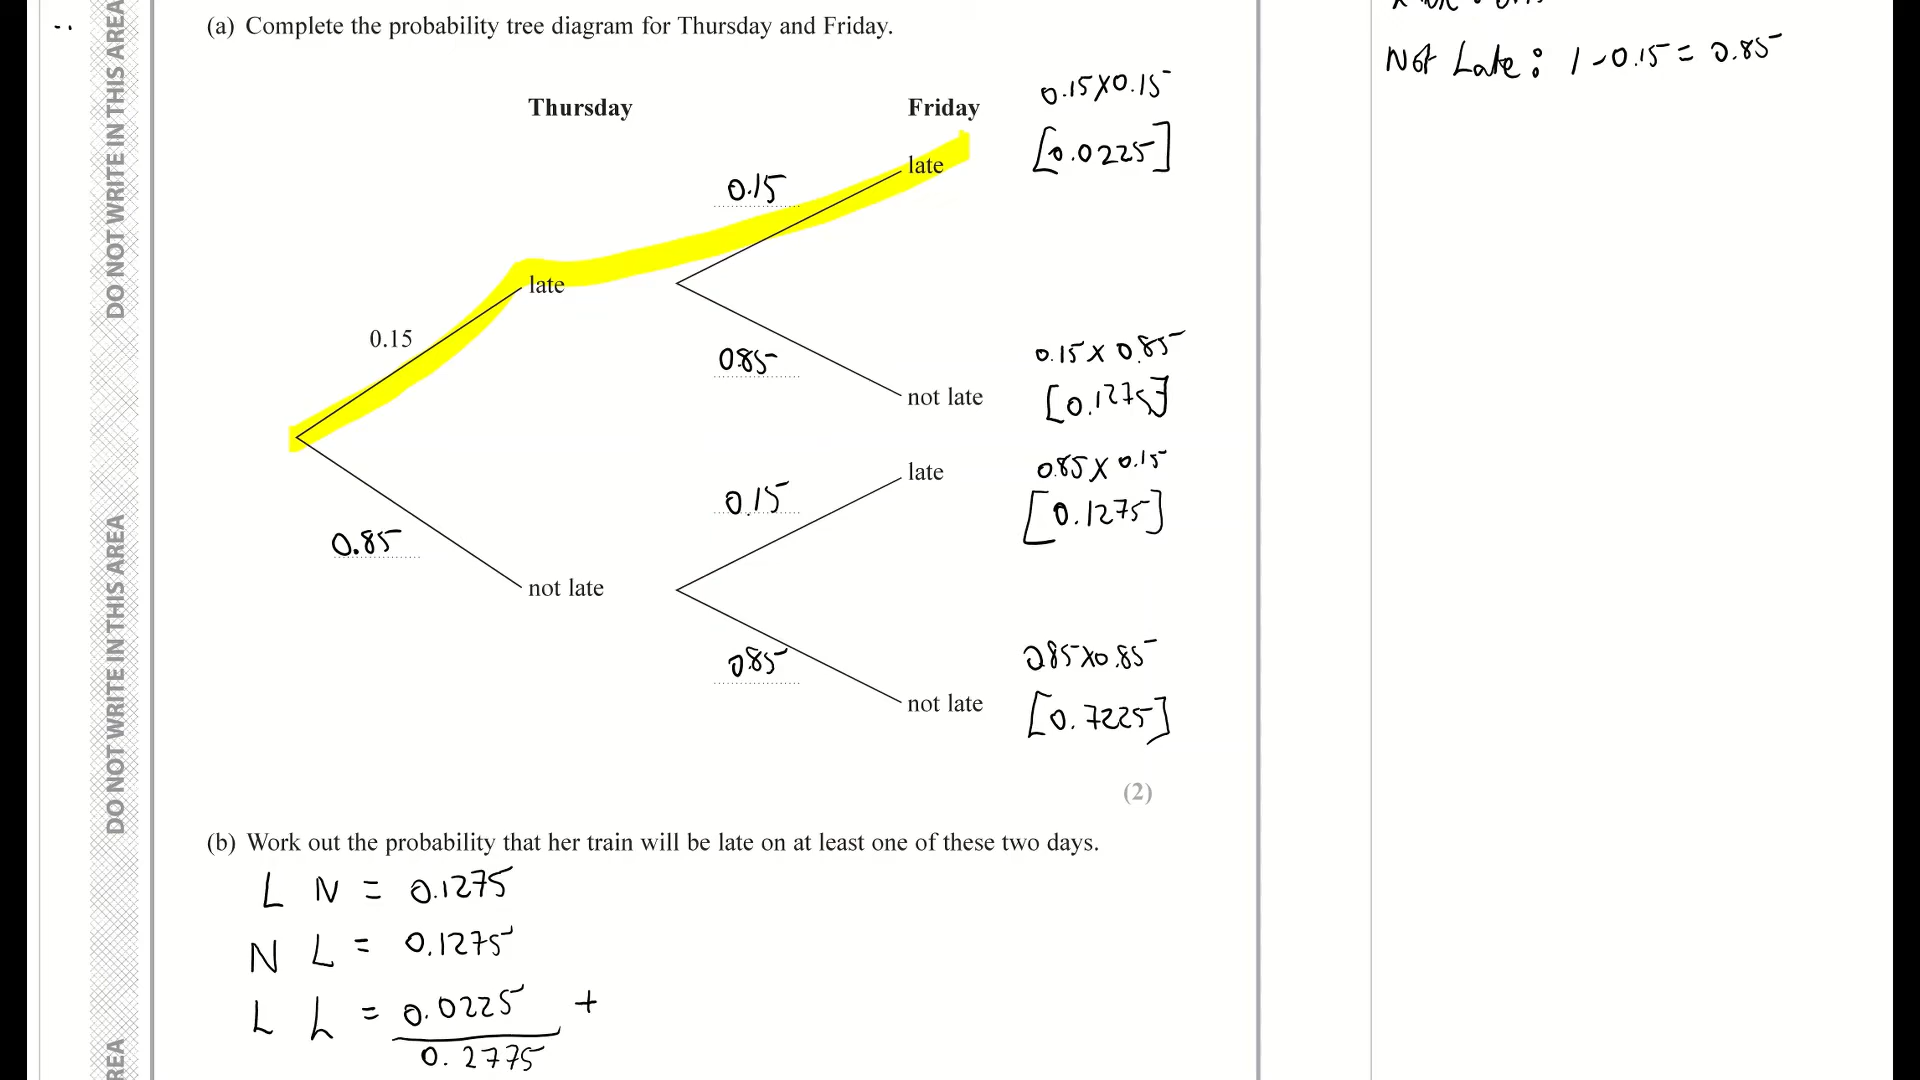 (a) Complete the probability tree diagram for Thursday and Friday.
Not Late : 1 - 0.15 = 0.85
0.15 x 0.15
Thursday Friday
[0.0225]
late
0.15
late
0.15
0.85
0.15 x 0.85
not late
[0.1275]
0.85 x 0.15
late
0.15
[0.1275]
0.85
not late
0.85 x 0.85
085
not late
[0.7225]
(2)
(b) Work out the probability that her train will be late on at least one of these two days.
L N = 0.1275
N L = 0.1275
L L = 0.0225 +
0.2775
DO NOT WRITE IN THIS AREA
DO NOT WRITE IN THIS AREA
REA